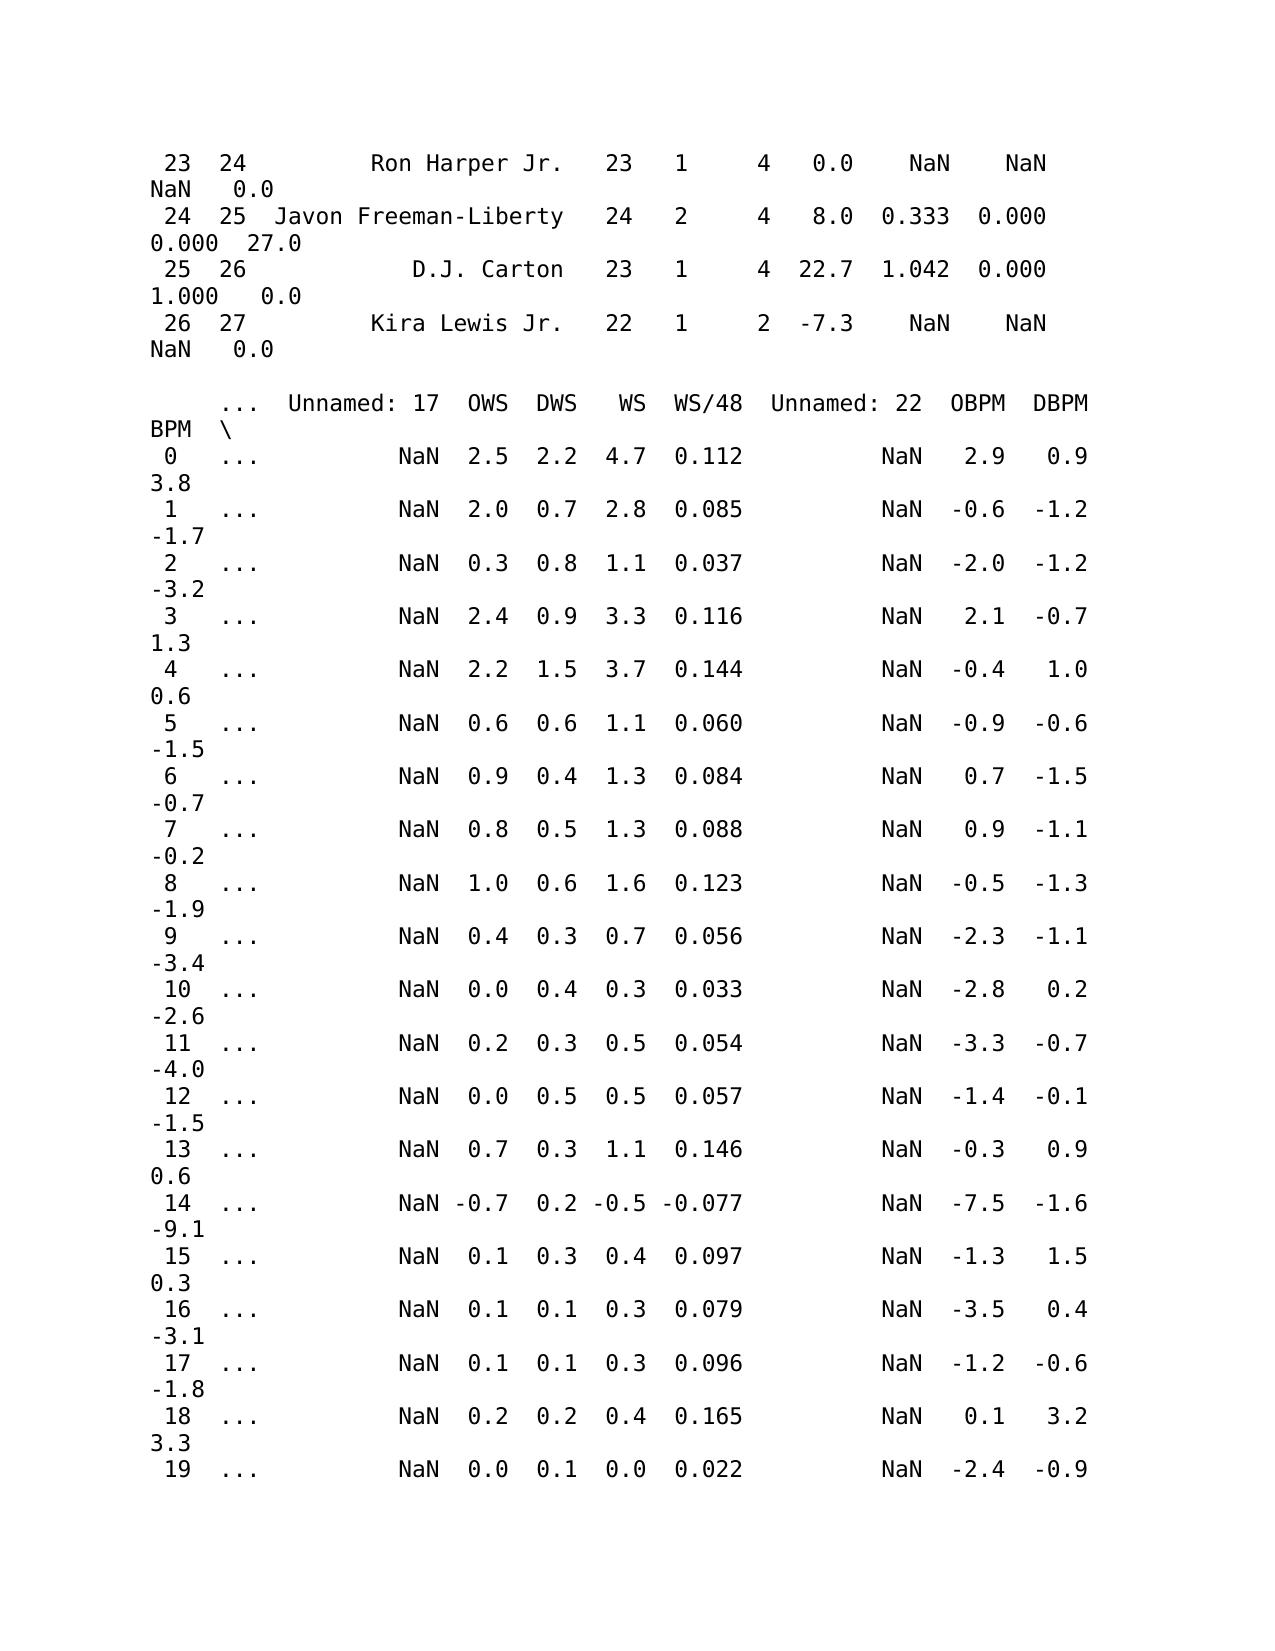 23  24         Ron Harper Jr.   23   1     4   0.0    NaN    NaN
NaN   0.0
24  25  Javon Freeman-Liberty   24   2     4   8.0  0.333  0.000
0.000  27.0
25  26            D.J. Carton   23   1     4  22.7  1.042  0.000
1.000   0.0
26  27         Kira Lewis Jr.   22   1     2  -7.3    NaN    NaN
NaN   0.0
...  Unnamed: 17  OWS  DWS   WS  WS/48  Unnamed: 22  OBPM  DBPM
BPM  \
0   ...          NaN  2.5  2.2  4.7  0.112          NaN   2.9   0.9
3.8
1   ...          NaN  2.0  0.7  2.8  0.085          NaN  -0.6  -1.2
-1.7
2   ...          NaN  0.3  0.8  1.1  0.037          NaN  -2.0  -1.2
-3.2
3   ...          NaN  2.4  0.9  3.3  0.116          NaN   2.1  -0.7
1.3
4   ...          NaN  2.2  1.5  3.7  0.144          NaN  -0.4   1.0
0.6
5   ...          NaN  0.6  0.6  1.1  0.060          NaN  -0.9  -0.6
-1.5
6   ...          NaN  0.9  0.4  1.3  0.084          NaN   0.7  -1.5
-0.7
7   ...          NaN  0.8  0.5  1.3  0.088          NaN   0.9  -1.1
-0.2
8   ...          NaN  1.0  0.6  1.6  0.123          NaN  -0.5  -1.3
-1.9
9   ...          NaN  0.4  0.3  0.7  0.056          NaN  -2.3  -1.1
-3.4
10  ...          NaN  0.0  0.4  0.3  0.033          NaN  -2.8   0.2
-2.6
11  ...          NaN  0.2  0.3  0.5  0.054          NaN  -3.3  -0.7
-4.0
12  ...          NaN  0.0  0.5  0.5  0.057          NaN  -1.4  -0.1
-1.5
13  ...          NaN  0.7  0.3  1.1  0.146          NaN  -0.3   0.9
0.6
14  ...          NaN -0.7  0.2 -0.5 -0.077          NaN  -7.5  -1.6
-9.1
15  ...          NaN  0.1  0.3  0.4  0.097          NaN  -1.3   1.5
0.3
16  ...          NaN  0.1  0.1  0.3  0.079          NaN  -3.5   0.4
-3.1
17  ...          NaN  0.1  0.1  0.3  0.096          NaN  -1.2  -0.6
-1.8
18  ...          NaN  0.2  0.2  0.4  0.165          NaN   0.1   3.2
3.3
19  ...          NaN  0.0  0.1  0.0  0.022          NaN  -2.4  -0.9